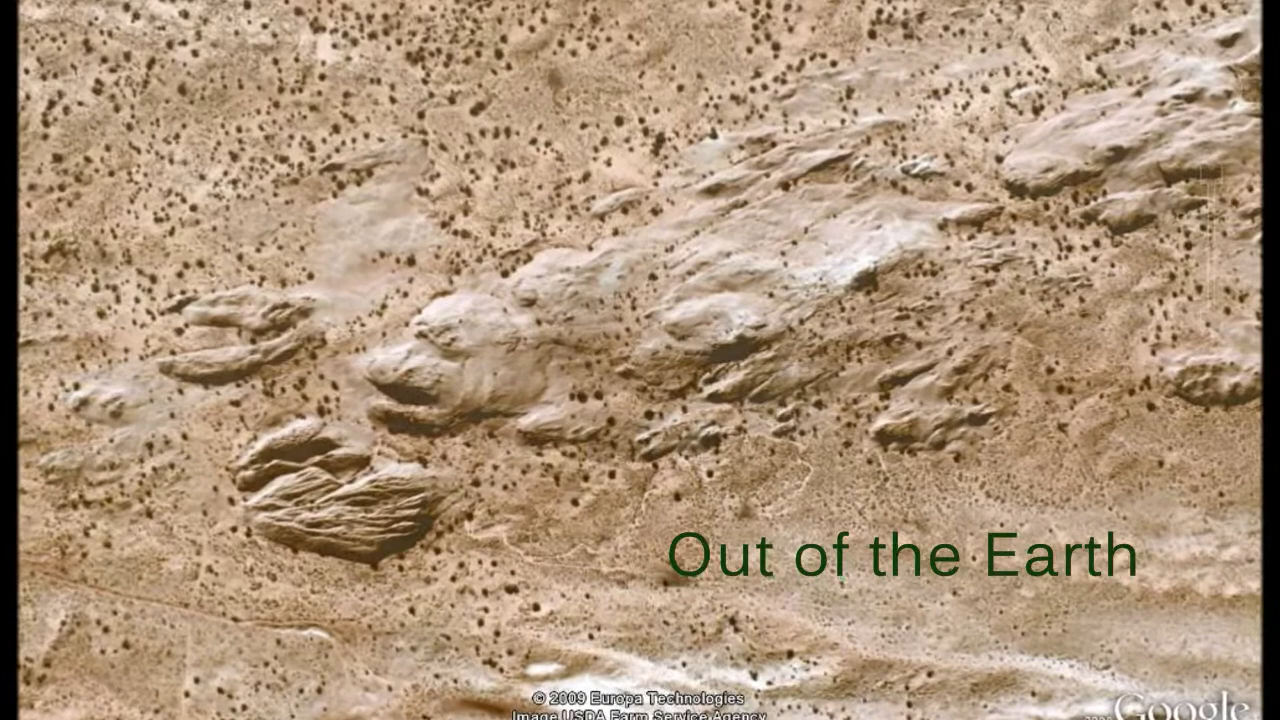 Out of the Earth
© 2009 Europa Technologies
Image USDA Farm Service Agency
Google